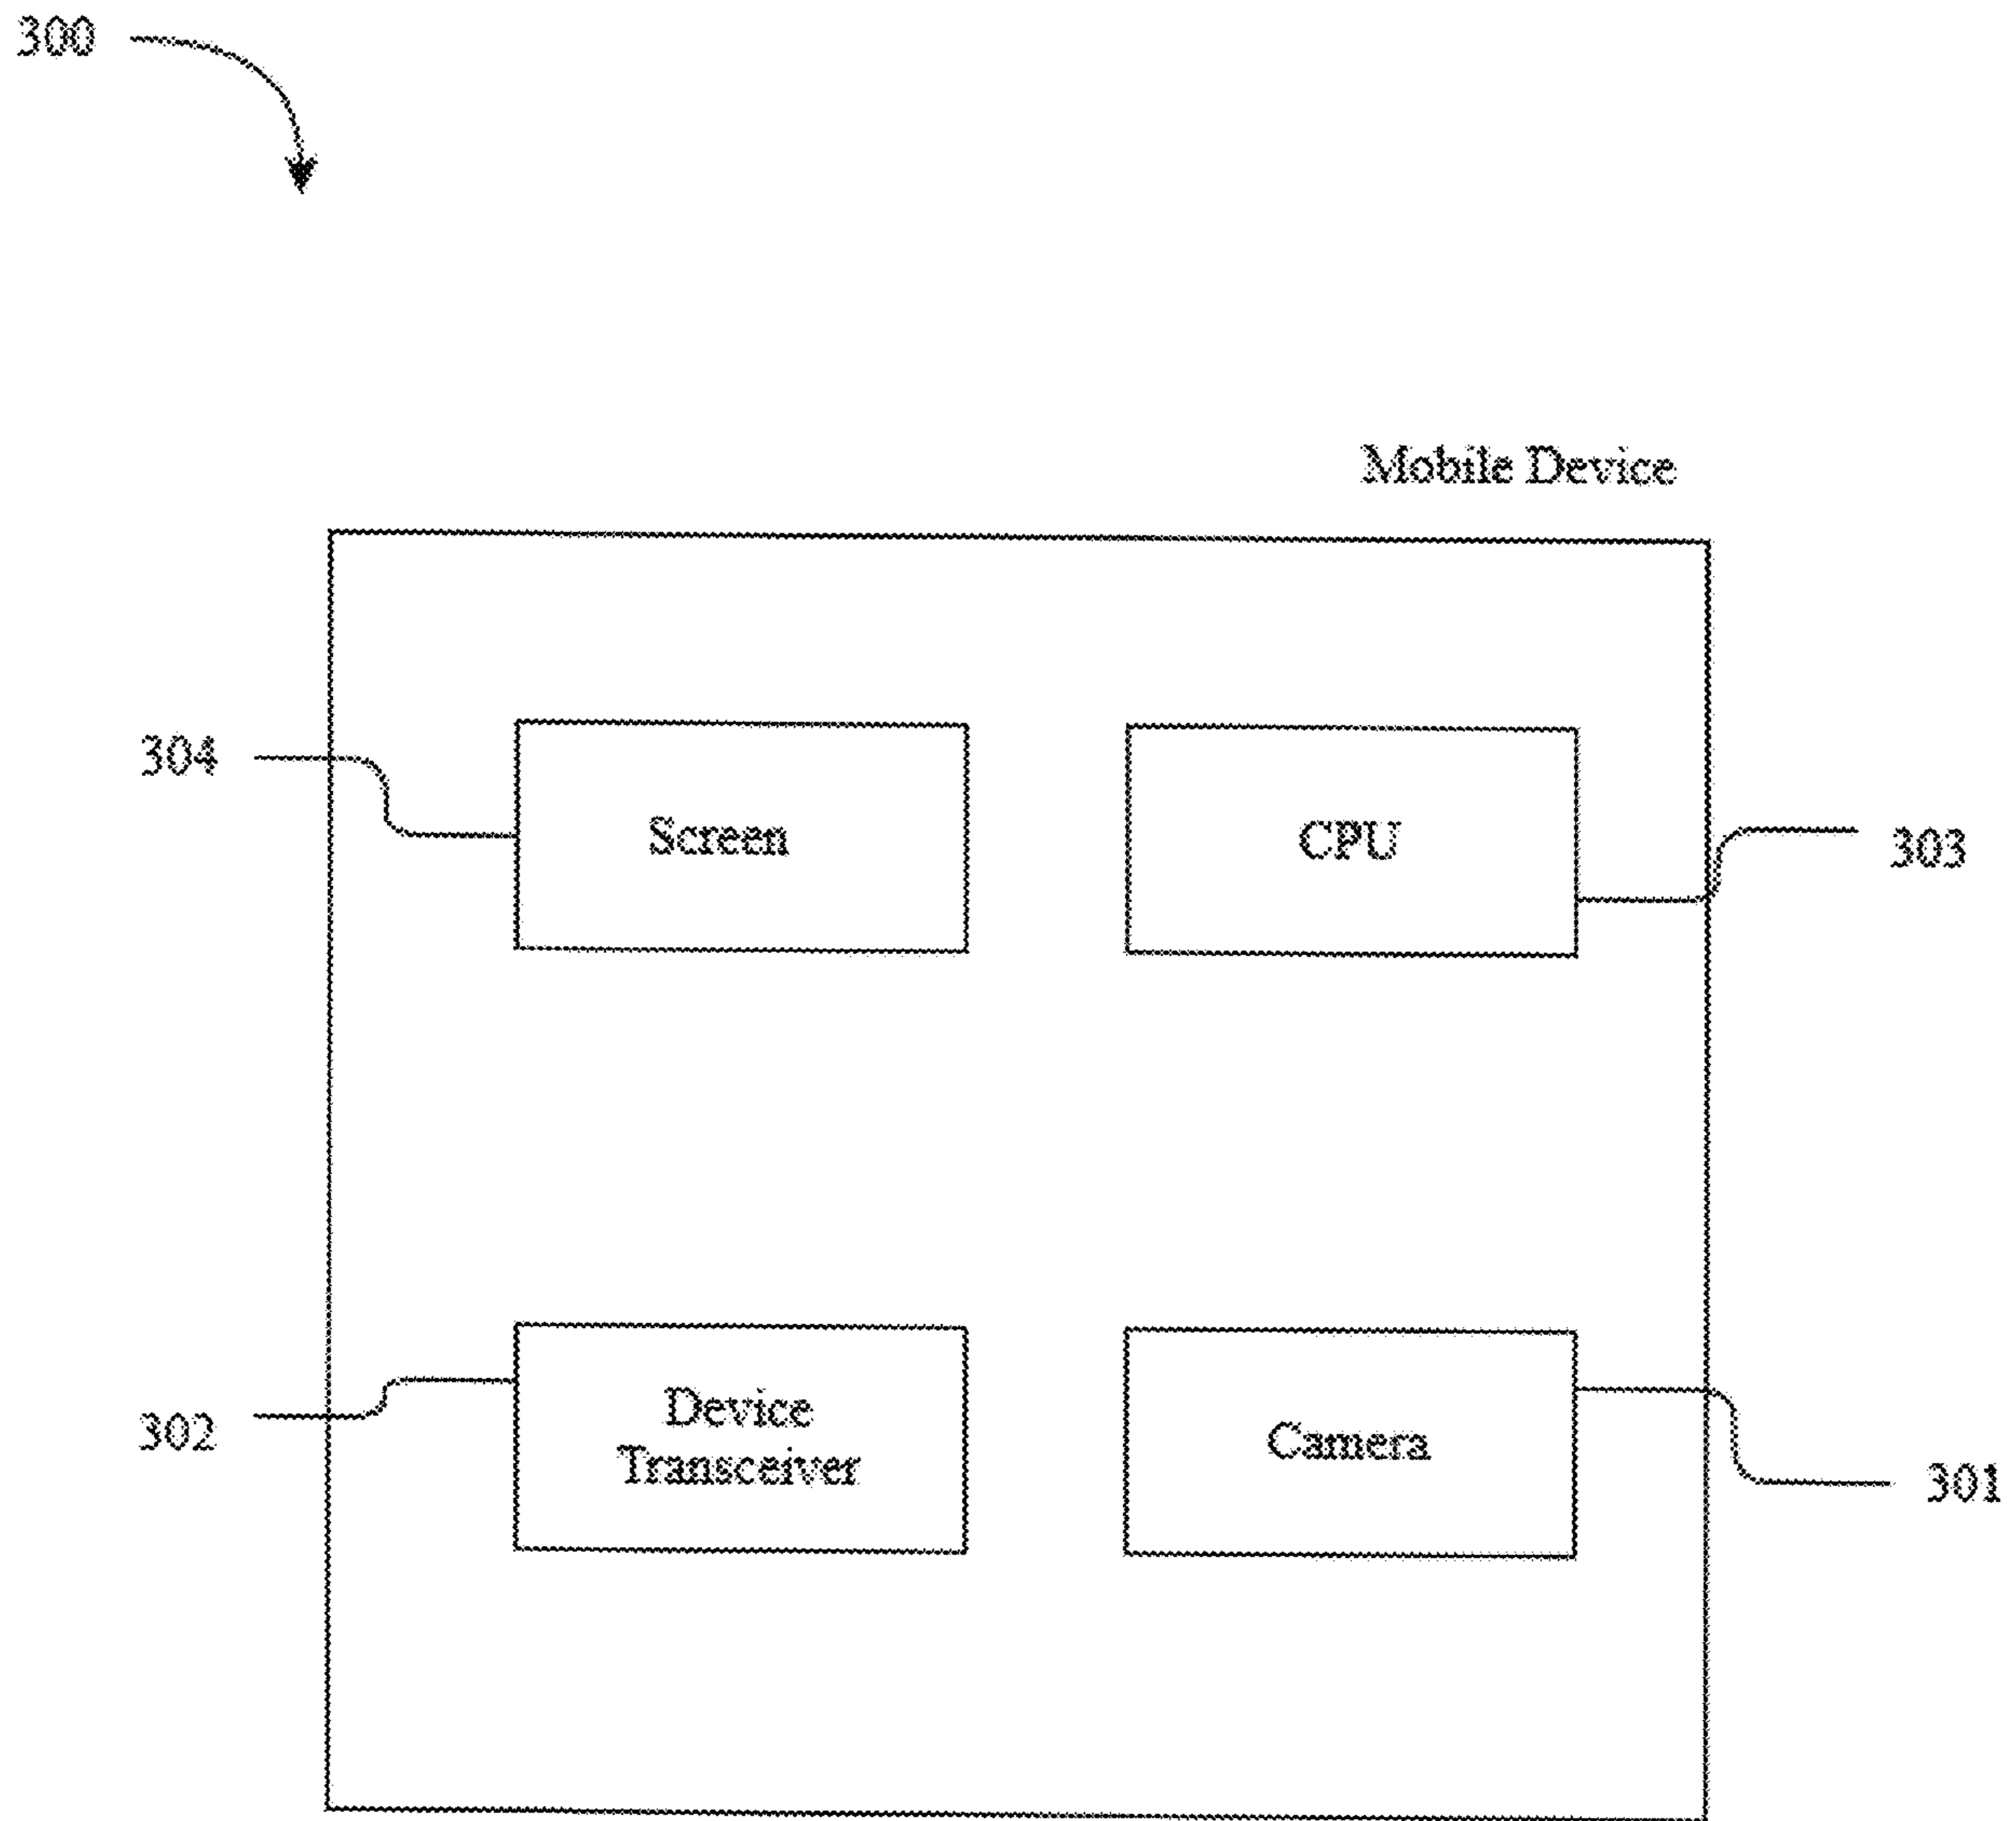 300
Mobile Device
304
Screen
CPU
303
Device
Transceiver
302
Camera
301